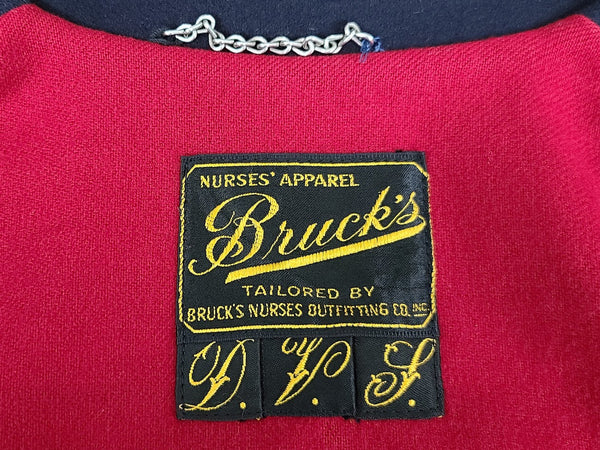 NURSES' APPAREL
Bruck's
TAILORED BY
BRUCK'S NURSES OUTFITTING CO. INC.
D. S.